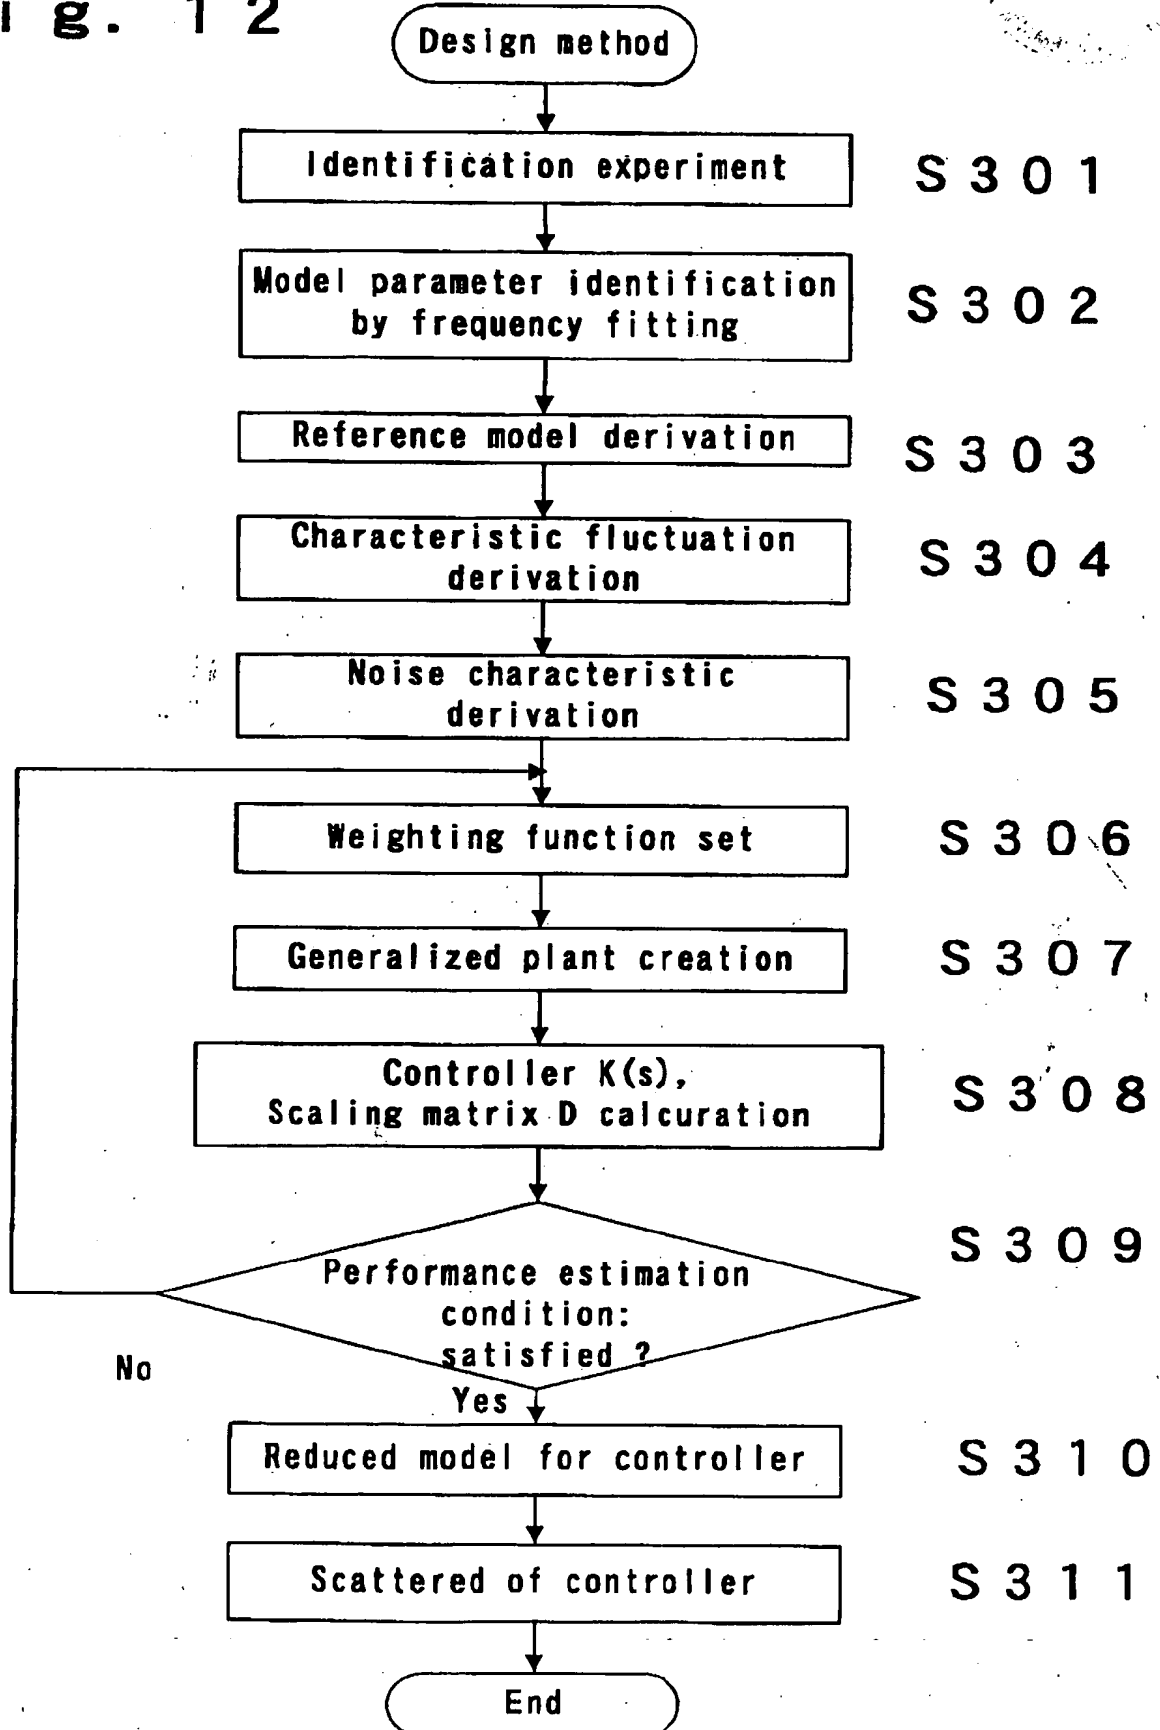 ig. 12
Design method
Identification experiment
S301
Model parameter identification
by frequency fitting
S302
Reference model derivation
S303
Characteristic fluctuation
derivation
S304
Noise characteristic
derivation
S305
Weighting function set
S306
Generalized plant creation
S307
Controller K(s),
Scaling matrix D calcuration
S308
Performance estimation
condition:
satisfied ?
S309
No
Yes
Reduced model for controller
S310
Scattered of controller
S311
End